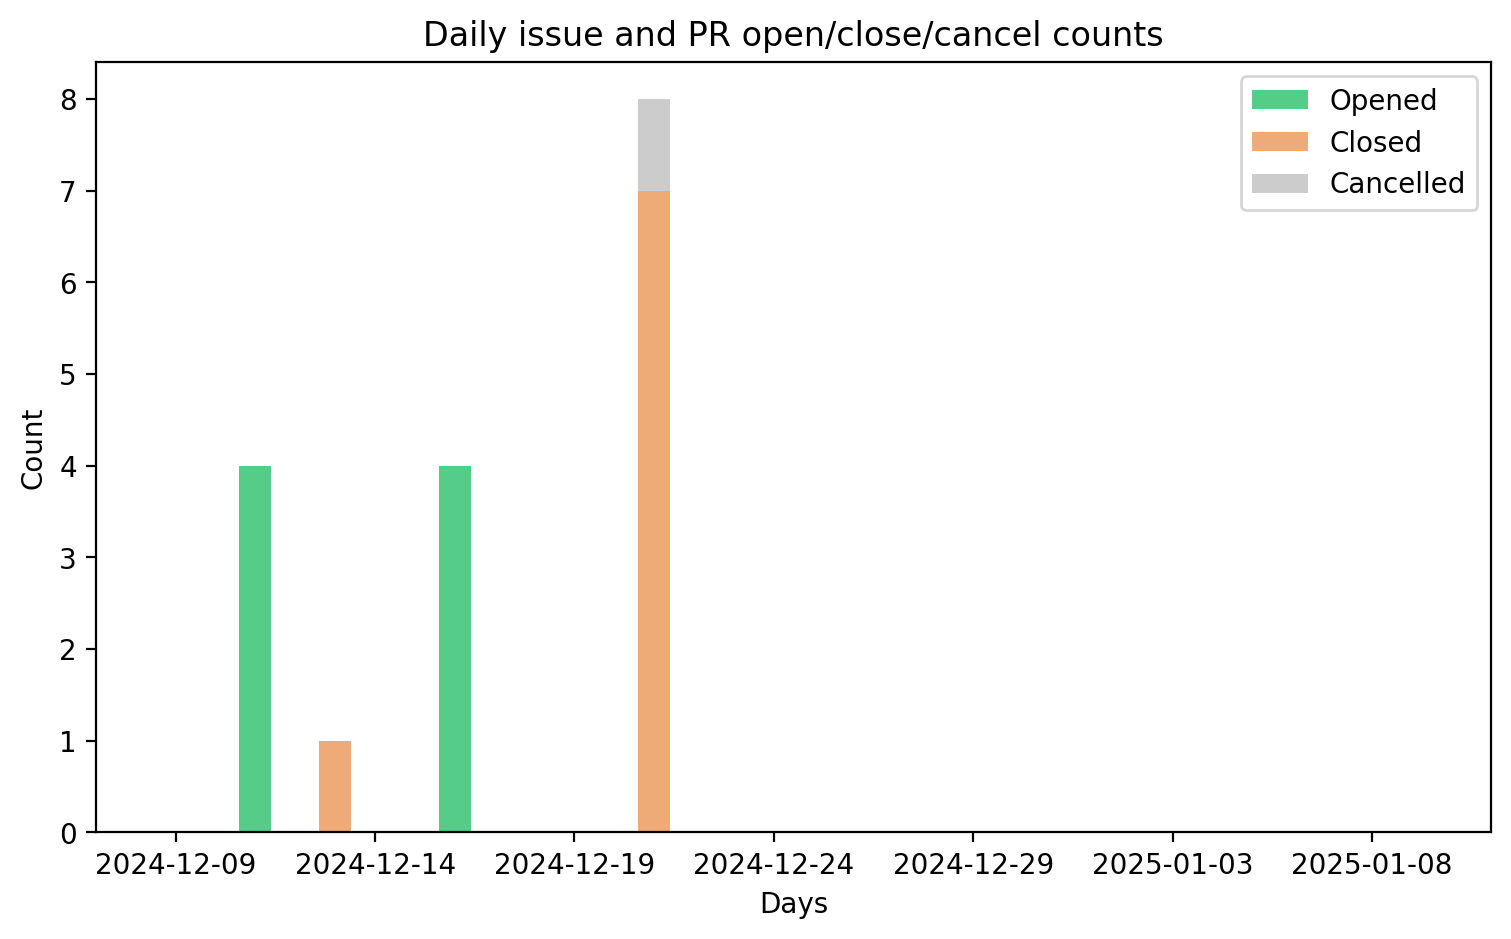 Daily issue and PR open/close/cancel counts
Opened
Closed
Cancelled
8
7
6
5
4
3
2
1
0
Count
2024-12-09 2024-12-14 2024-12-19 2024-12-24 2024-12-29 2025-01-03 2025-01-08
Days